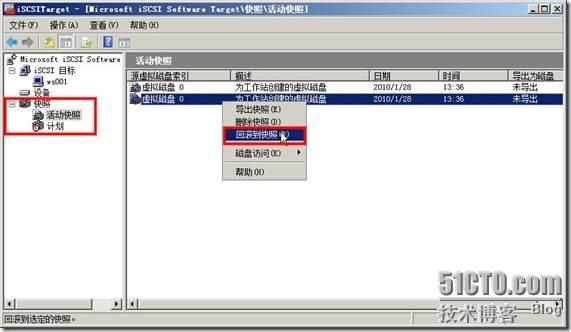 iSCSITarget - [Microsoft iSCSI Software Target\快照\活动快照]
文件(F) 操作(A) 查看(V) 帮助(H)
Microsoft iSCSI Software
iSCSI 目标
ws001
设备
快照
活动快照
计划
活动快照
源虚拟磁盘索引 描述 日期 时间 导出为磁盘
虚拟磁盘 0 为工作站创建的虚拟磁盘 2010/1/28 13:36 未导出
虚拟磁盘 0 为工作站创建的虚拟磁盘 2010/1/28 13:36 未导出
导出快照(E)
删除快照(D)
回滚到快照(R)
磁盘访问(K)
帮助(H)
回滚到选定的快照。
51CTO.com
技术博客 Blog